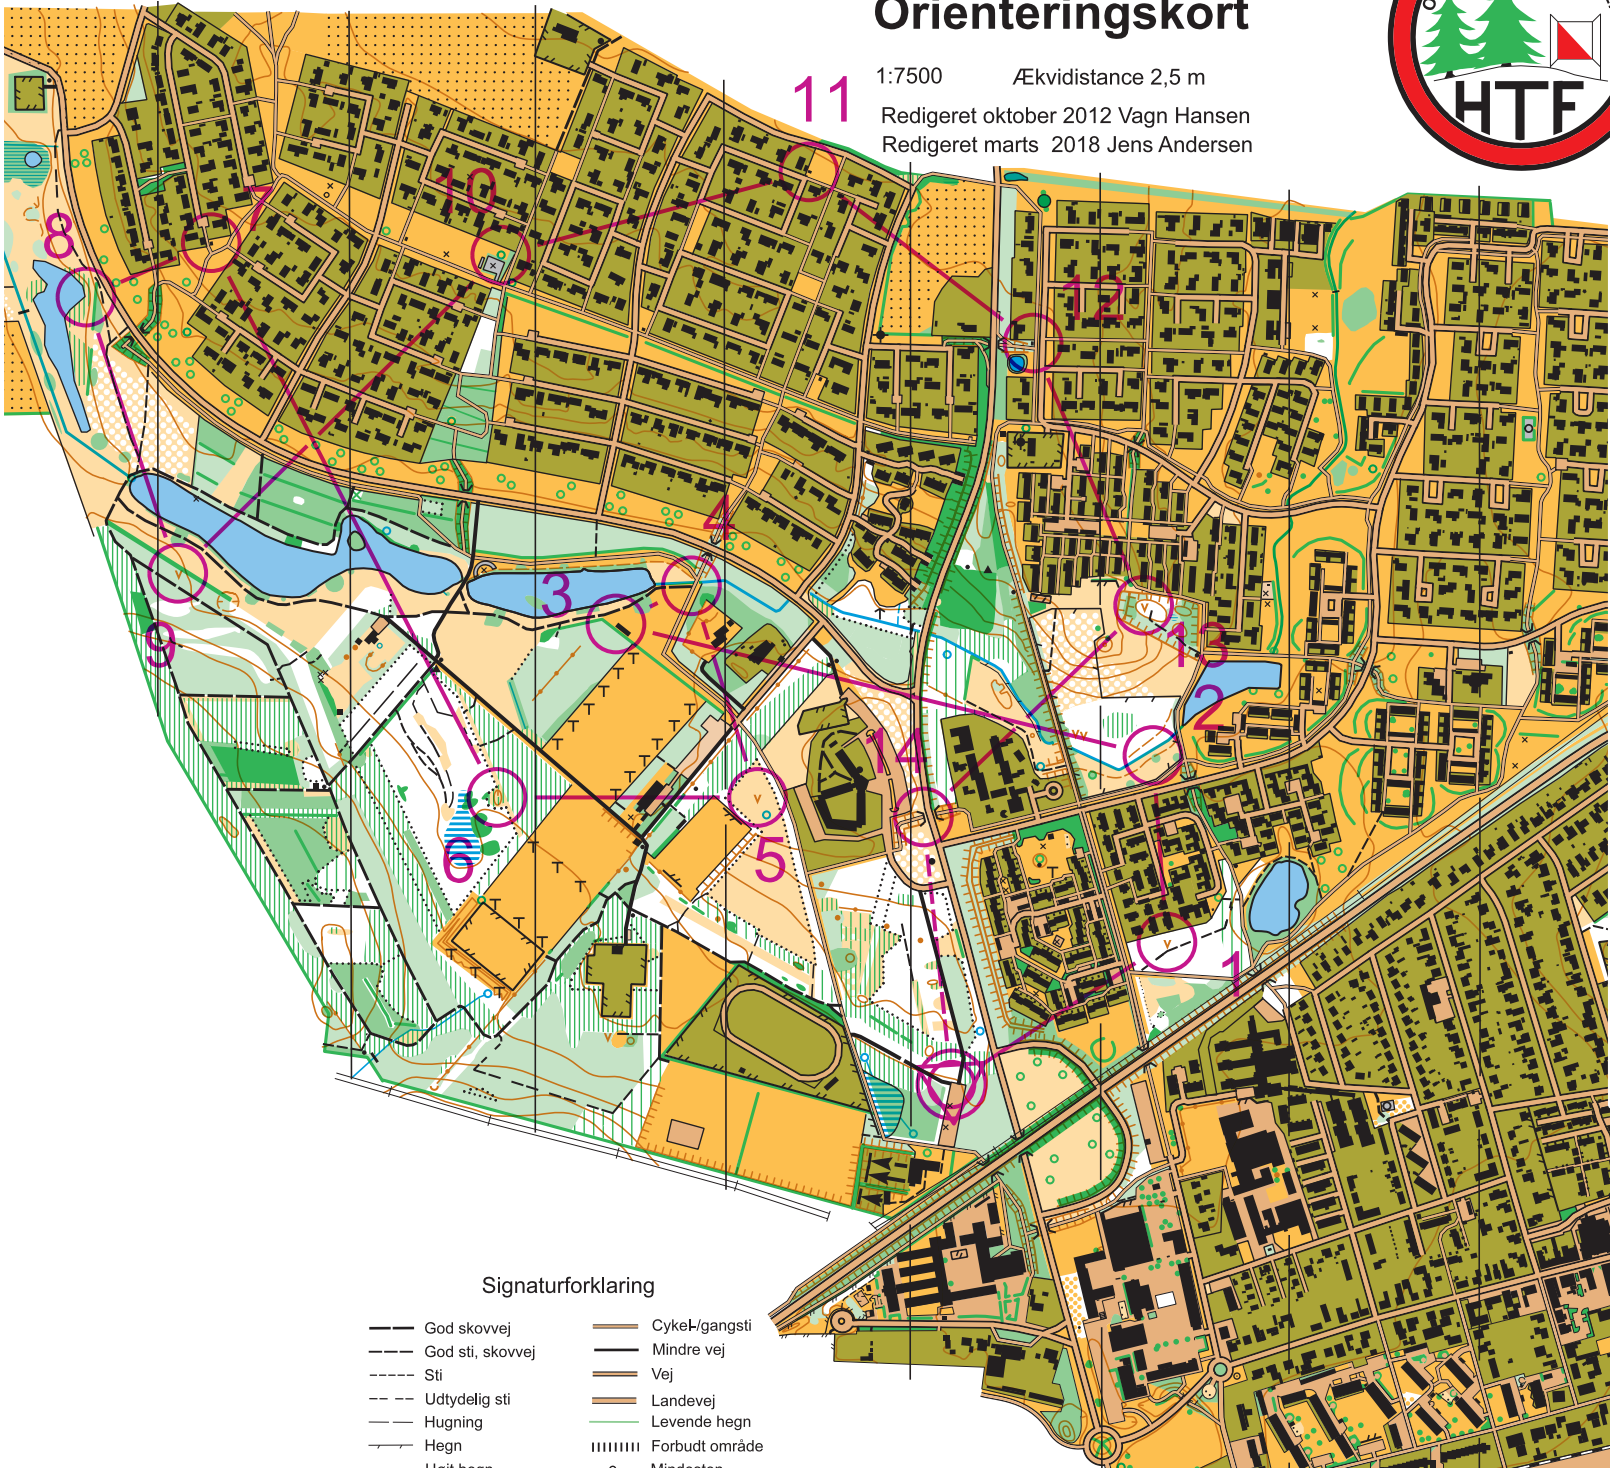 Orienteringskort
1:7500 Ækvidistance 2,5 m
Redigeret oktober 2012 Vagn Hansen
Redigeret marts 2018 Jens Andersen
HTF
11
7
10
8
12
4
3
9
13
2
14
5
6
1
Signaturforklaring
God skovvej
God sti, skovvej
Sti
Udtydelig sti
Hugning
Hegn
Cykel-/gangsti
Mindre vej
Vej
Landevej
Levende hegn
Forbudt område